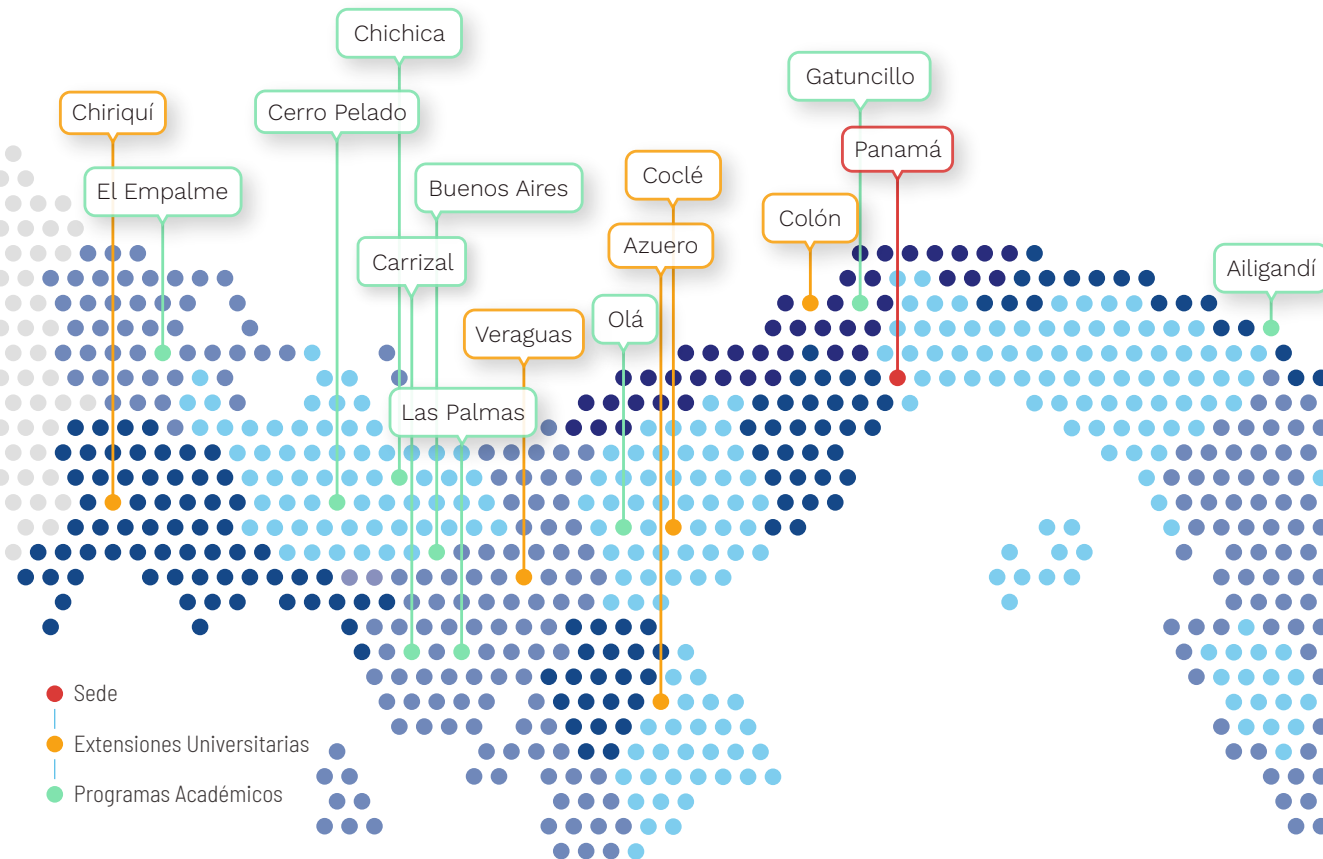 Chichica
Gatuncillo
Chiriquí
Cerro Pelado
Panamá
Coclé
El Empalme
Buenos Aires
Colón
Azuero
Carrizal
Ailigandí
Olá
Veraguas
Las Palmas
Sede
Extensiones Universitarias
Programas Académicos